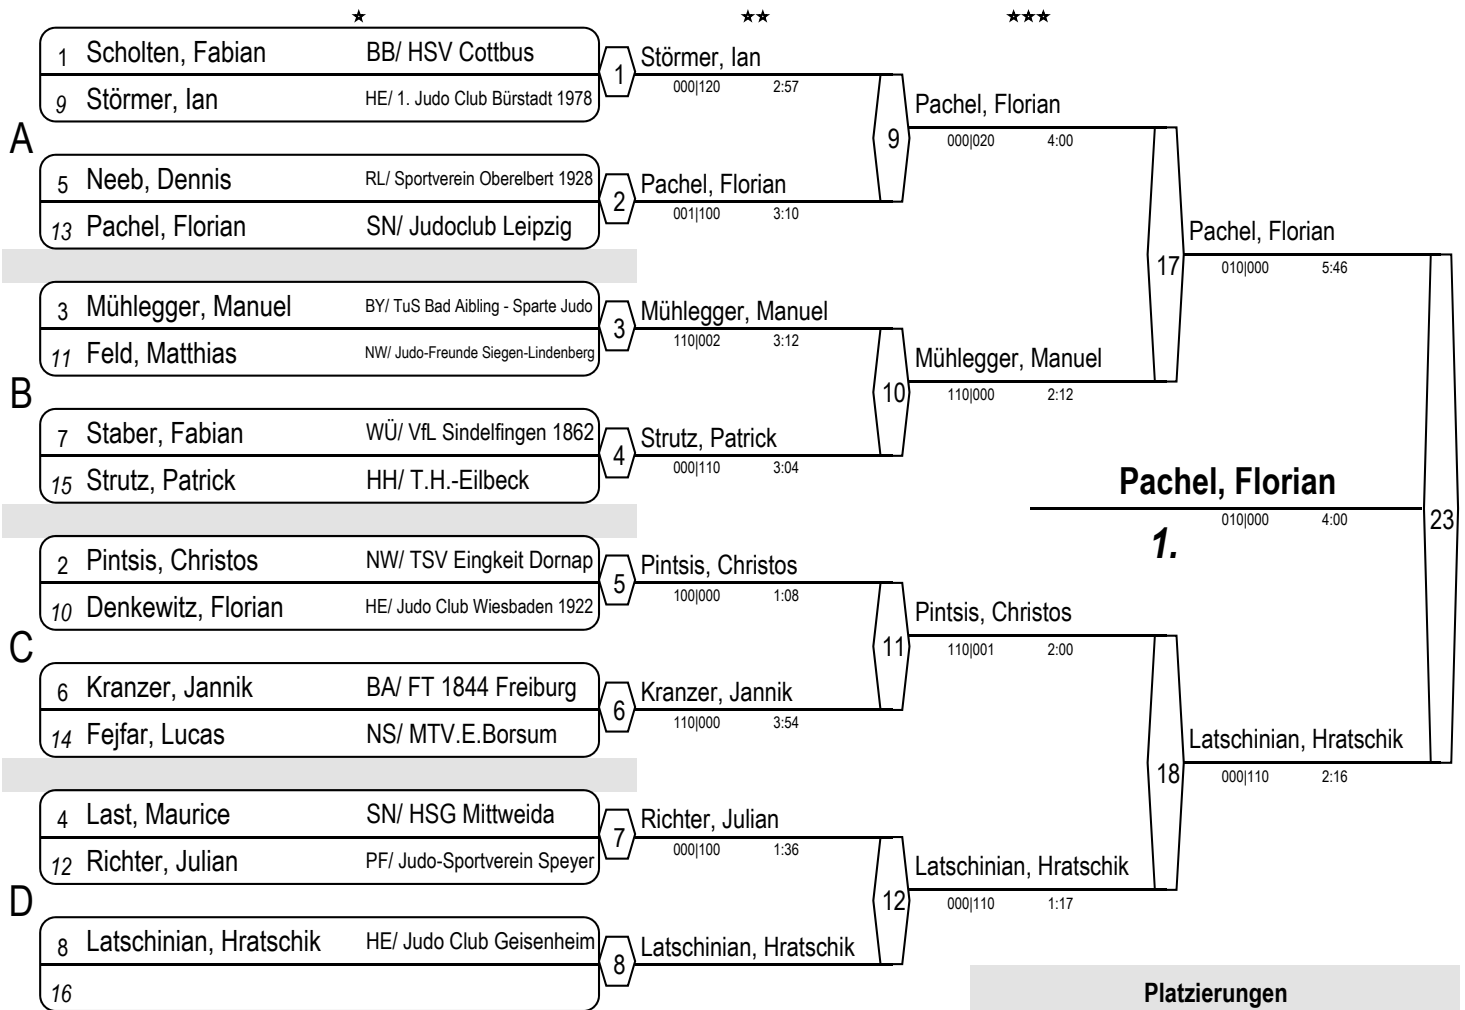 ★ ★★ ★★★
1 Scholten, Fabian BB/ HSV Cottbus
9 Störmer, Ian HE/ 1. Judo Club Bürstadt 1978
1 Störmer, Ian
000|120 2:57
A
5 Neeb, Dennis RL/ Sportverein Oberelbert 1928
13 Pachel, Florian SN/ Judoclub Leipzig
2 Pachel, Florian
001|100 3:10
9 Pachel, Florian
000|020 4:00
3 Mühlegger, Manuel BY/ TuS Bad Aibling - Sparte Judo
11 Feld, Matthias NW/ Judo-Freunde Siegen-Lindenberg
3 Mühlegger, Manuel
110|002 3:12
B
7 Staber, Fabian WÜ/ VfL Sindelfingen 1862
15 Strutz, Patrick HH/ T.H.-Eilbeck
4 Strutz, Patrick
000|110 3:04
10 Mühlegger, Manuel
110|000 2:12
17 Pachel, Florian
010|000 5:46
2 Pintsis, Christos NW/ TSV Eingkeit Dornap
10 Denkewitz, Florian HE/ Judo Club Wiesbaden 1922
5 Pintsis, Christos
100|000 1:08
C
6 Kranzer, Jannik BA/ FT 1844 Freiburg
14 Fejfar, Lucas NS/ MTV.E.Borsum
6 Kranzer, Jannik
110|000 3:54
11 Pintsis, Christos
110|001 2:00
4 Last, Maurice SN/ HSG Mittweida
12 Richter, Julian PF/ Judo-Sportverein Speyer
7 Richter, Julian
000|100 1:36
D
8 Latschinian, Hratschik HE/ Judo Club Geisenheim
16
8 Latschinian, Hratschik
12 Latschinian, Hratschik
000|110 1:17
18 Latschinian, Hratschik
000|110 2:16
Pachel, Florian
010|000 4:00
23
1.
Platzierungen